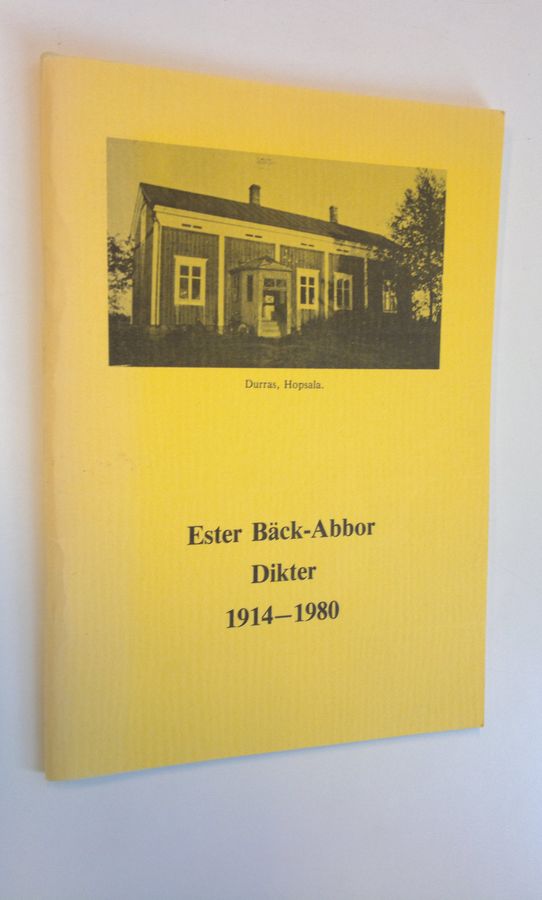 Durras, Hopsala.
Ester Bäck-Abbor
Dikter
1914—1980